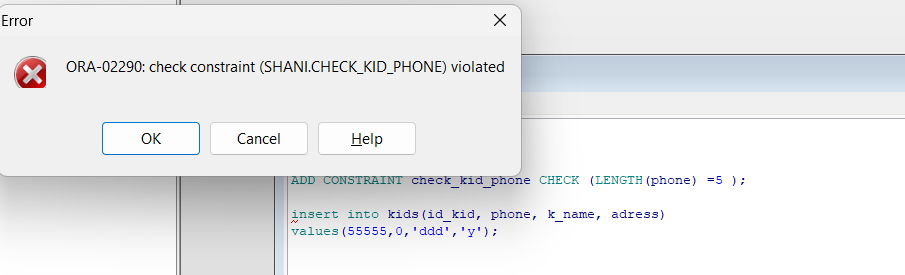 Error
ORA-02290: check constraint (SHANI.CHECK_KID_PHONE) violated
OK
Cancel
Help
ADD CONSTRAINT check_kid_phone CHECK (LENGTH(phone) =5 );
insert into kids(id_kid, phone, k_name, adress)
values(55555,0,'ddd','y');